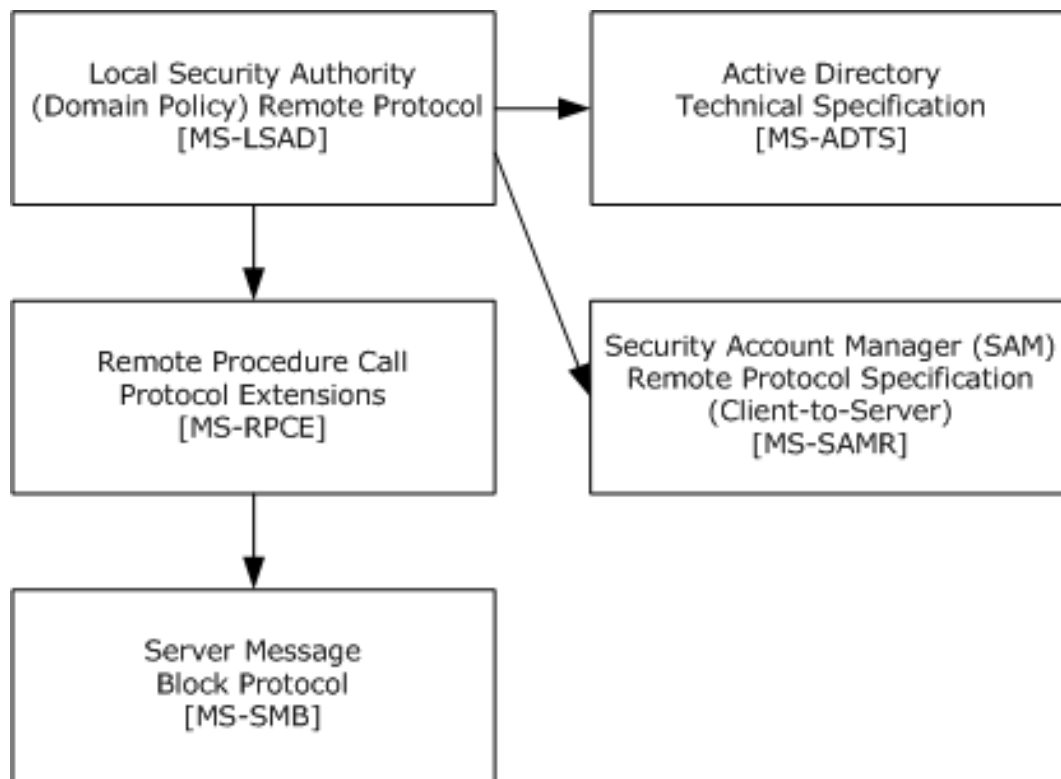 Local Security Authority
(Domain Policy) Remote Protocol
[MS-LSAD]
Active Directory
Technical Specification
[MS-ADTS]
Remote Procedure Call
Protocol Extensions
[MS-RPCE]
Security Account Manager (SAM)
Remote Protocol Specification
(Client-to-Server)
[MS-SAMR]
Server Message
Block Protocol
[MS-SMB]